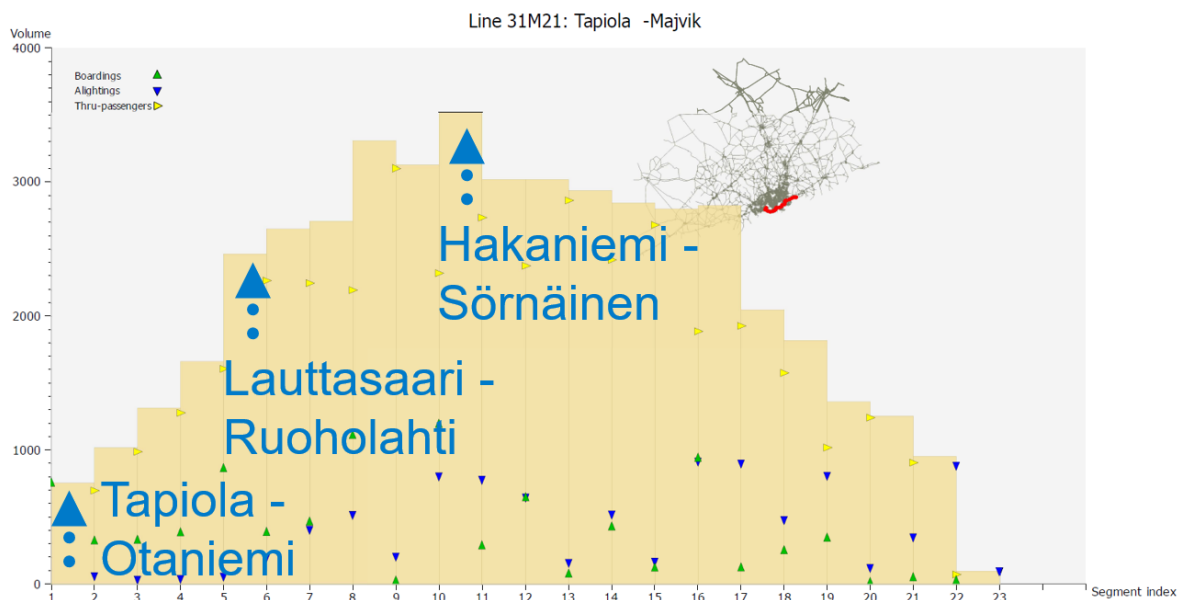 Line 31M21: Tapiola -Majvik
Volume
4000
Boardings
Alightings
Thru-passengers
3000
Hakaniemi -
Sörnäinen
2000
Lauttasaari -
Ruoholahti
1000
Tapiola -
Otaniemi
0
1 2 3 4 5 6 7 8 9 10 11 12 13 14 15 16 17 18 19 20 21 22 23
Segment index